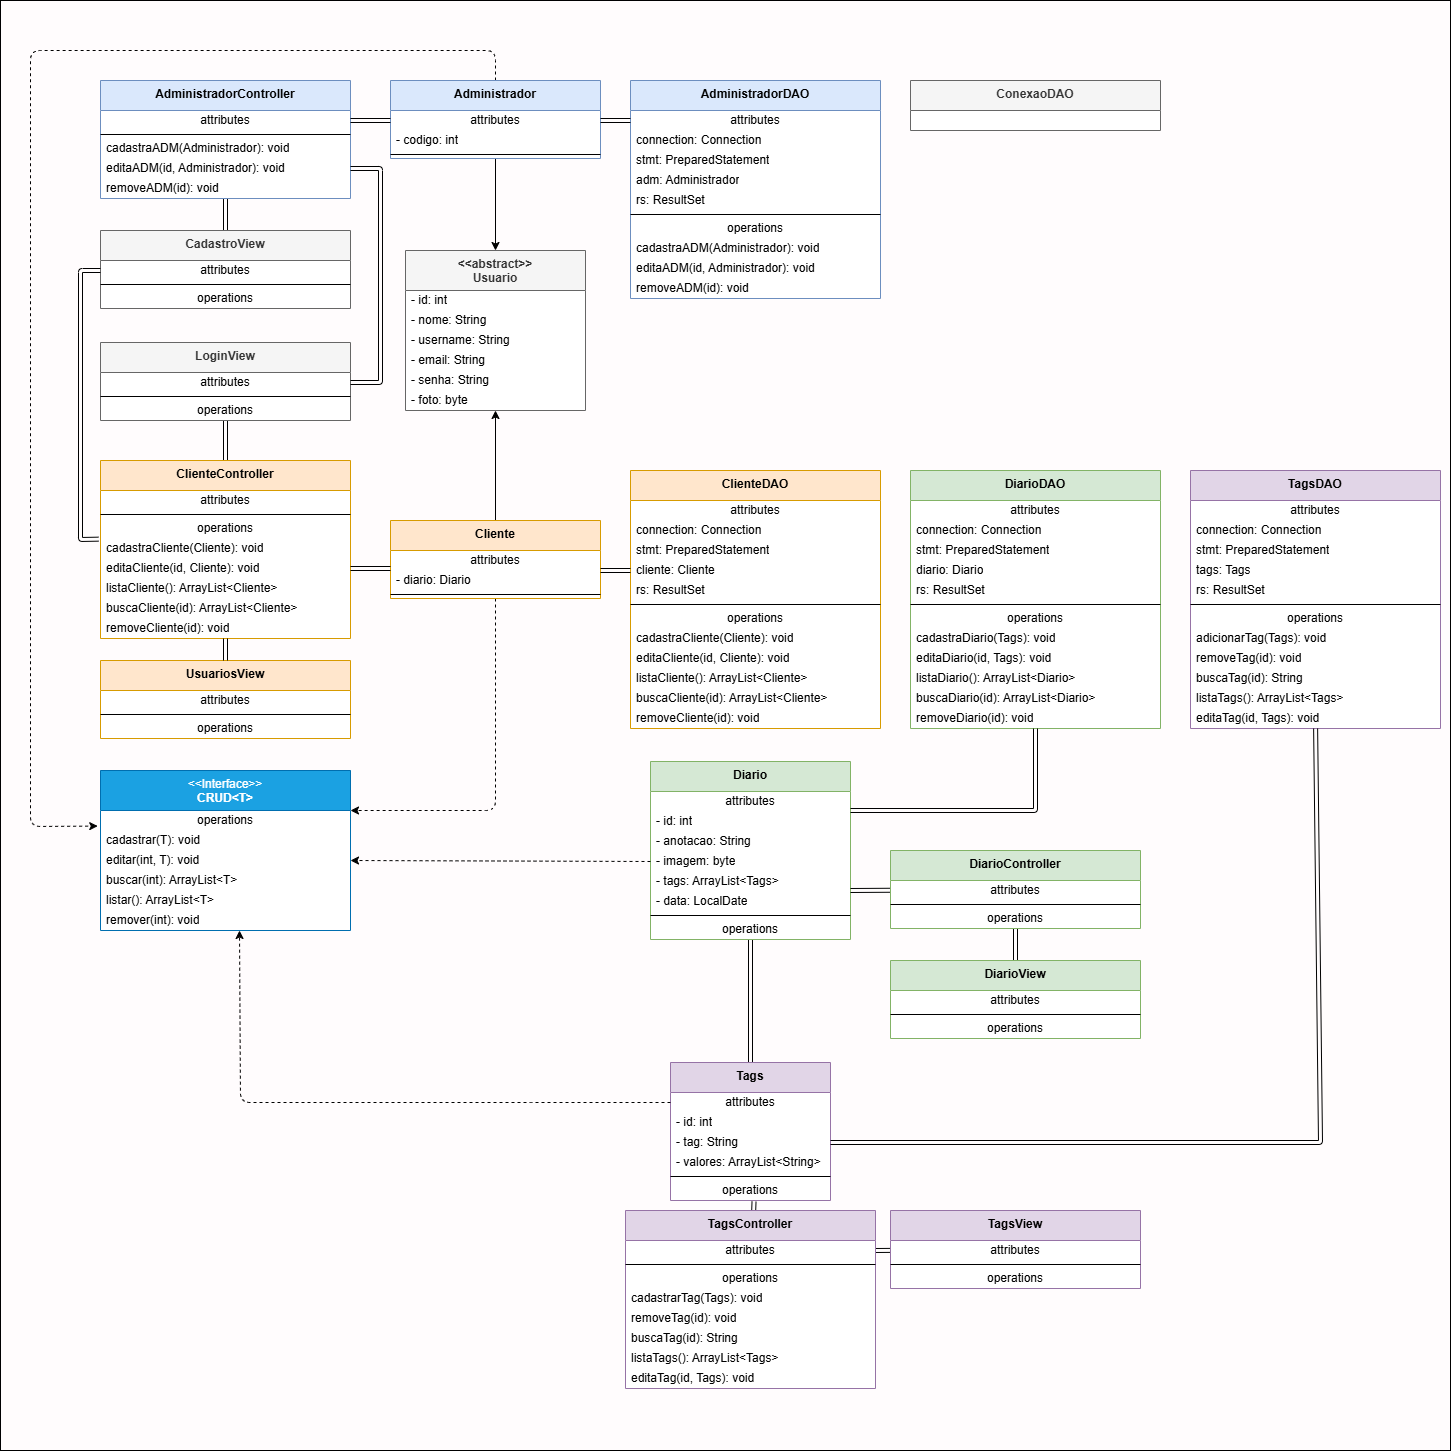 AdministradorController
attributes
cadastraADM(Administrador): void
editaADM(id, Administrador): void
removeADM(id): void
Administrador
attributes
- codigo: int
AdministradorDAO
attributes
connection: Connection
stmt: PreparedStatement
adm: Administrador
rs: ResultSet
operations
cadastraADM(Administrador): void
editaADM(id, Administrador): void
removeADM(id): void
ConexaoDAO
CadastroView
attributes
operations
<<abstract>>
Usuario
- id: int
- nome: String
- username: String
- email: String
- senha: String
- foto: byte
LoginView
attributes
operations
ClienteController
attributes
operations
cadastraCliente(Cliente): void
editaCliente(id, Cliente): void
listaCliente(): ArrayList<Cliente>
buscaCliente(id): ArrayList<Cliente>
removeCliente(id): void
Cliente
attributes
- diario: Diario
ClienteDAO
attributes
connection: Connection
stmt: PreparedStatement
cliente: Cliente
rs: ResultSet
operations
cadastraCliente(Cliente): void
editaCliente(id, Cliente): void
listaCliente(): ArrayList<Cliente>
buscaCliente(id): ArrayList<Cliente>
removeCliente(id): void
DiarioDAO
attributes
connection: Connection
stmt: PreparedStatement
diario: Diario
rs: ResultSet
operations
cadastraDiario(Tags): void
editaDiario(id, Tags): void
listaDiario(): ArrayList<Diario>
buscaDiario(id): ArrayList<Diario>
removeDiario(id): void
TagsDAO
attributes
connection: Connection
stmt: PreparedStatement
tags: Tags
rs: ResultSet
operations
adicionarTag(Tags): void
removeTag(id): void
buscaTag(id): String
listaTags(): ArrayList<Tags>
editaTag(id, Tags): void
UsuariosView
attributes
operations
<<Interface>>
CRUD<T>
operations
cadastrar(T): void
editar(int, T): void
buscar(int): ArrayList<T>
listar(): ArrayList<T>
remover(int): void
Diario
attributes
- id: int
- anotacao: String
- imagem: byte
- tags: ArrayList<Tags>
- data: LocalDate
operations
DiarioController
attributes
operations
DiarioView
attributes
operations
Tags
attributes
- id: int
- tag: String
- valores: ArrayList<String>
operations
TagsController
attributes
operations
cadastrarTag(Tags): void
removeTag(id): void
buscaTag(id): String
listaTags(): ArrayList<Tags>
editaTag(id, Tags): void
TagsView
attributes
operations